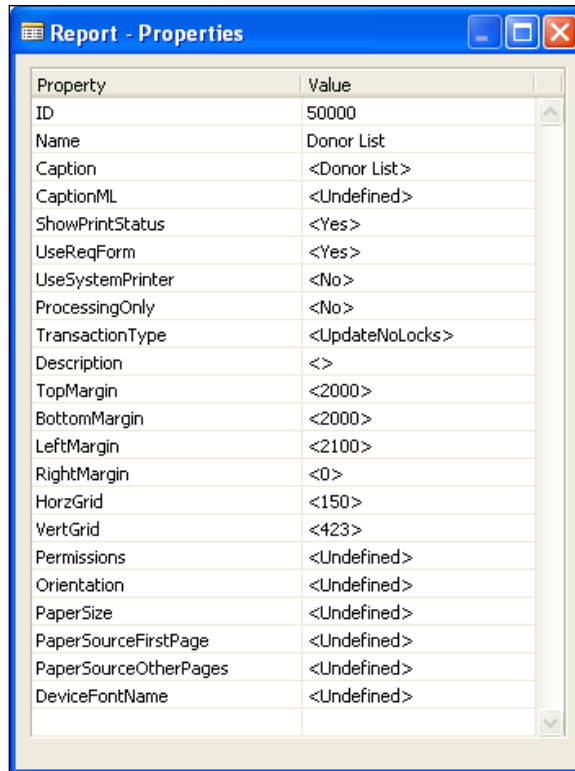 Report - Properties
Property Value
ID 50000
Name Donor List
Caption <Donor List>
CaptionML <Undefined>
ShowPrintStatus <Yes>
UseReqForm <Yes>
UseSystemPrinter <No>
ProcessingOnly <No>
TransactionType <UpdateNoLocks>
Description <>
TopMargin <2000>
BottomMargin <2000>
LeftMargin <2100>
RightMargin <0>
HorzGrid <150>
VertGrid <423>
Permissions <Undefined>
Orientation <Undefined>
PaperSize <Undefined>
PaperSourceFirstPage <Undefined>
PaperSourceOtherPages <Undefined>
DeviceFontName <Undefined>